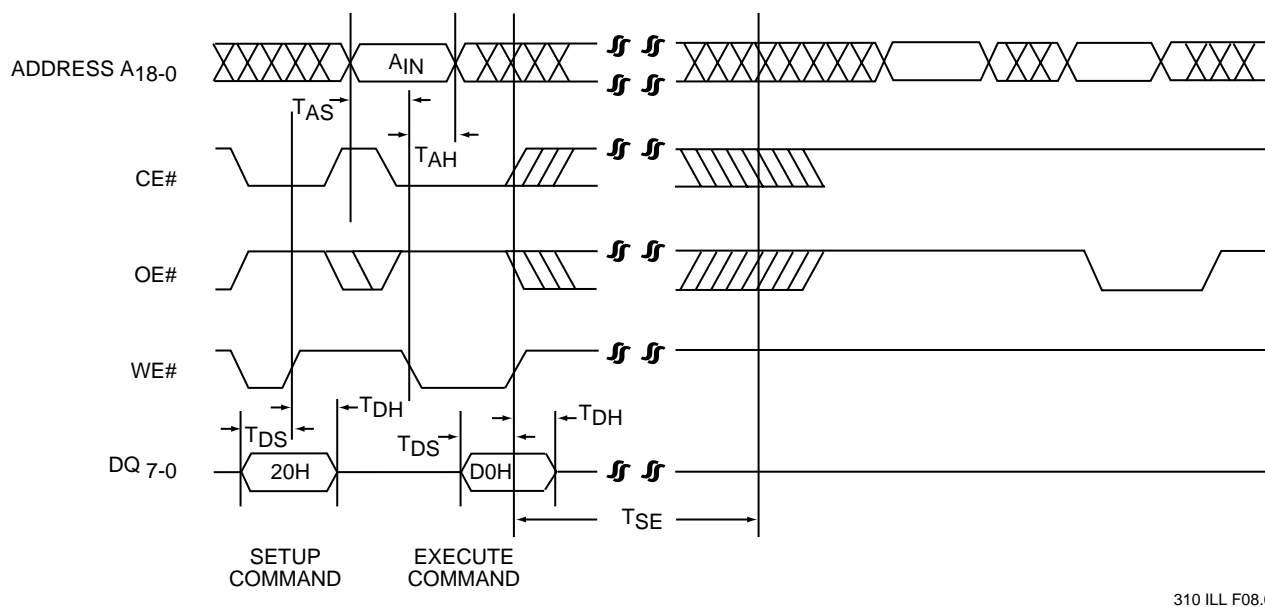 ADDRESS A18-0
AIN
TAS
TAH
CE#
OE#
WE#
TDS
TDH
TDS
TDH
DQ 7-0
20H
D0H
TSE
SETUP
COMMAND
EXECUTE
COMMAND
310 ILL F08.